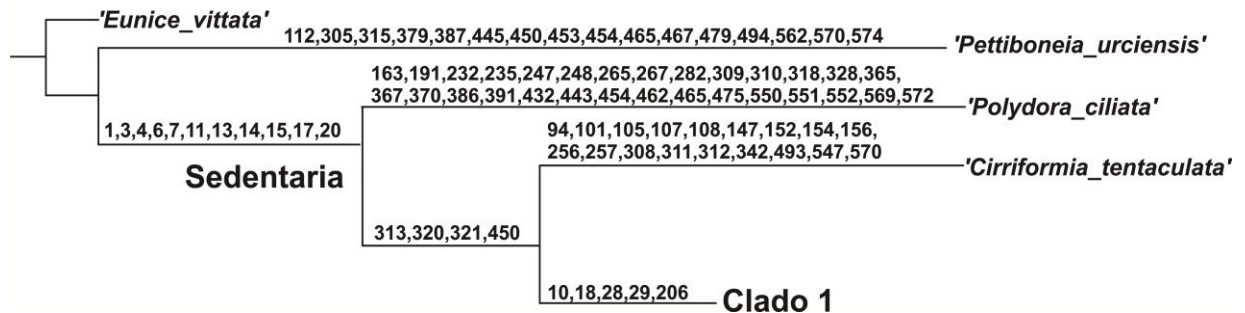 'Eunice_vittata'
112,305,315,379,387,445,450,453,454,465,467,479,494,562,570,574
'Pettiboneia_urciensis'
163,191,232,235,247,248,265,267,282,309,310,318,328,365,
367,370,386,391,432,443,454,462,465,475,550,551,552,569,572
'Polydora_ciliata'
1,3,4,6,7,11,13,14,15,17,20
Sedentaria
94,101,105,107,108,147,152,154,156,
256,257,308,311,312,342,493,547,570
'Cirriformia_tentaculata'
313,320,321,450
10,18,28,29,206
Clado 1